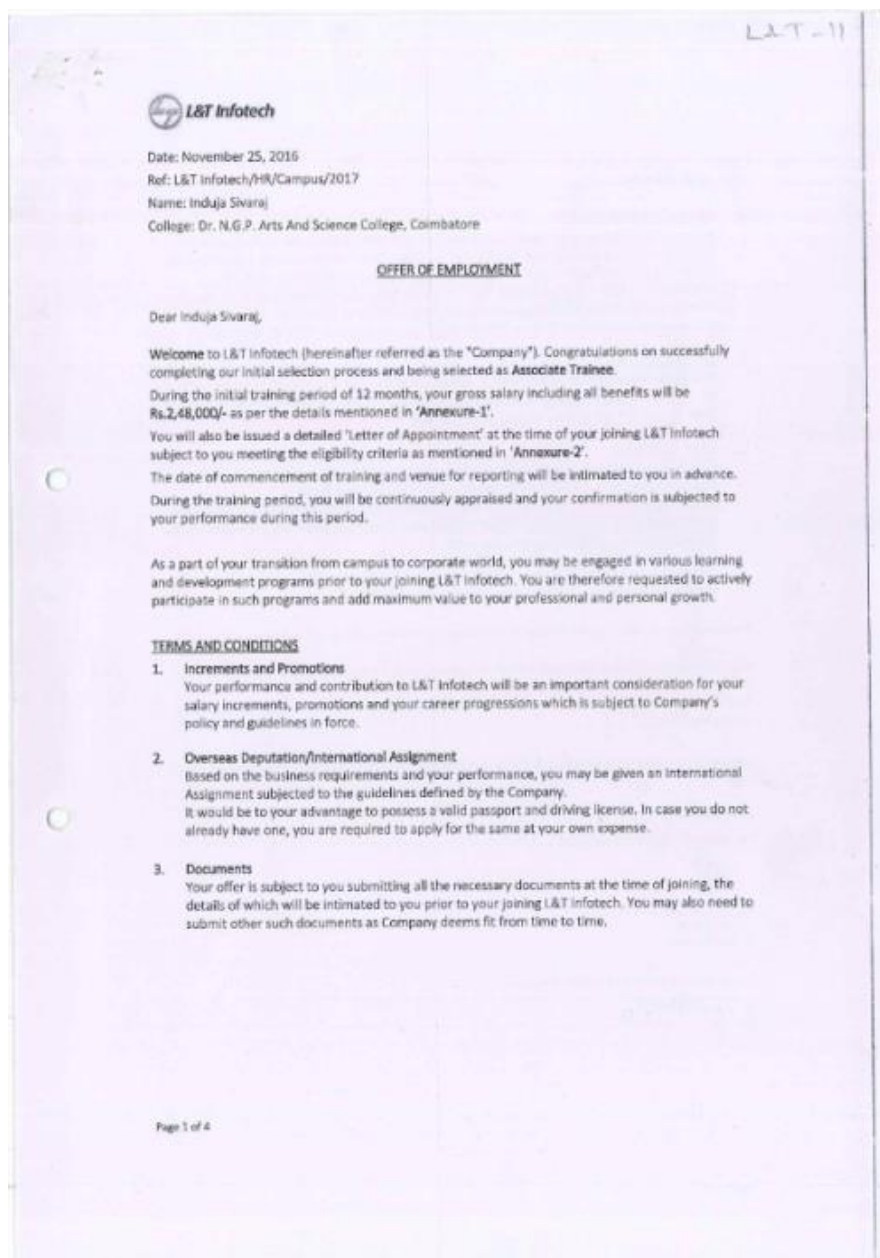 L&T-11
L&T Infotech
Date: November 25, 2016
Ref: L&T Infotech/HR/Campus/2017
Name: Induja Sivaraj
College: Dr. N.G.P. Arts And Science College, Coimbatore
OFFER OF EMPLOYMENT
Dear Induja Sivaraj,
Welcome to L&T Infotech (hereinafter referred as the "Company"). Congratulations on successfully
completing our initial selection process and being selected as Associate Trainee.
During the initial training period of 12 months, your gross salary including all benefits will be
Rs.2,48,000/- as per the details mentioned in 'Annexure-1'.
You will also be issued a detailed 'Letter of Appointment' at the time of your joining L&T Infotech
subject to you meeting the eligibility criteria as mentioned in 'Annexure-2'.
The date of commencement of training and venue for reporting will be intimated to you in advance.
During the training period, you will be continuously appraised and your confirmation is subjected to
your performance during this period.
As a part of your transition from campus to corporate world, you may be engaged in various learning
and development programs prior to your joining L&T Infotech. You are therefore requested to actively
participate in such programs and add maximum value to your professional and personal growth.
TERMS AND CONDITIONS
1. Increments and Promotions
Your performance and contribution to L&T Infotech will be an important consideration for your
salary increments, promotions and your career progressions which is subject to Company's
policy and guidelines in force.
2. Overseas Deputation/International Assignment
Based on the business requirements and your performance, you may be given an International
Assignment subjected to the guidelines defined by the Company.
It would be to your advantage to possess a valid passport and driving license. In case you do not
already have one, you are required to apply for the same at your own expense.
3. Documents
Your offer is subject to you submitting all the necessary documents at the time of joining, the
details of which will be intimated to you prior to your joining L&T Infotech. You may also need to
submit other such documents as Company deems fit from time to time.
Page 1 of 4